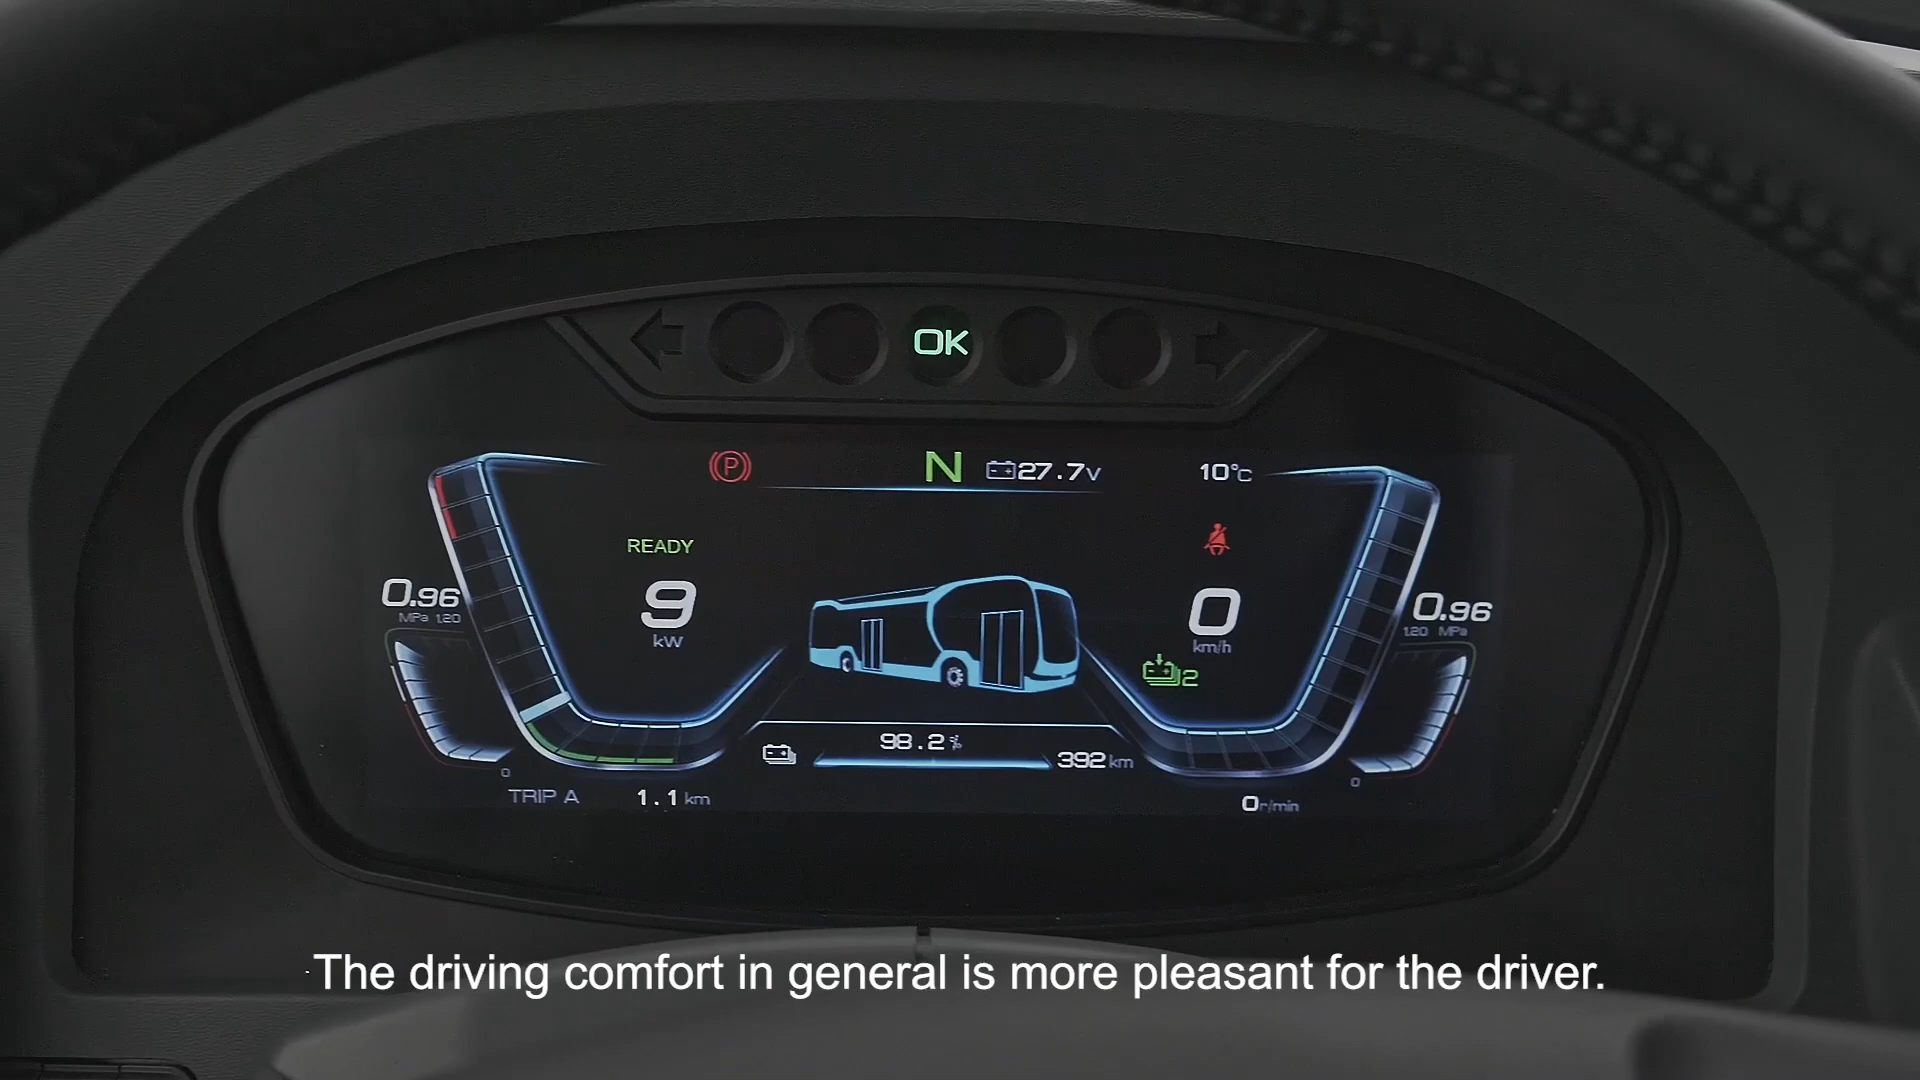 OK
P
N
27.7V
10°C
READY
9
kW
0
km/h
0.96
MPa 1.20
0.96
1.20 MPa
2
98.2%
392 km
0
0
TRIP A
1.1 km
0r/min
The driving comfort in general is more pleasant for the driver.